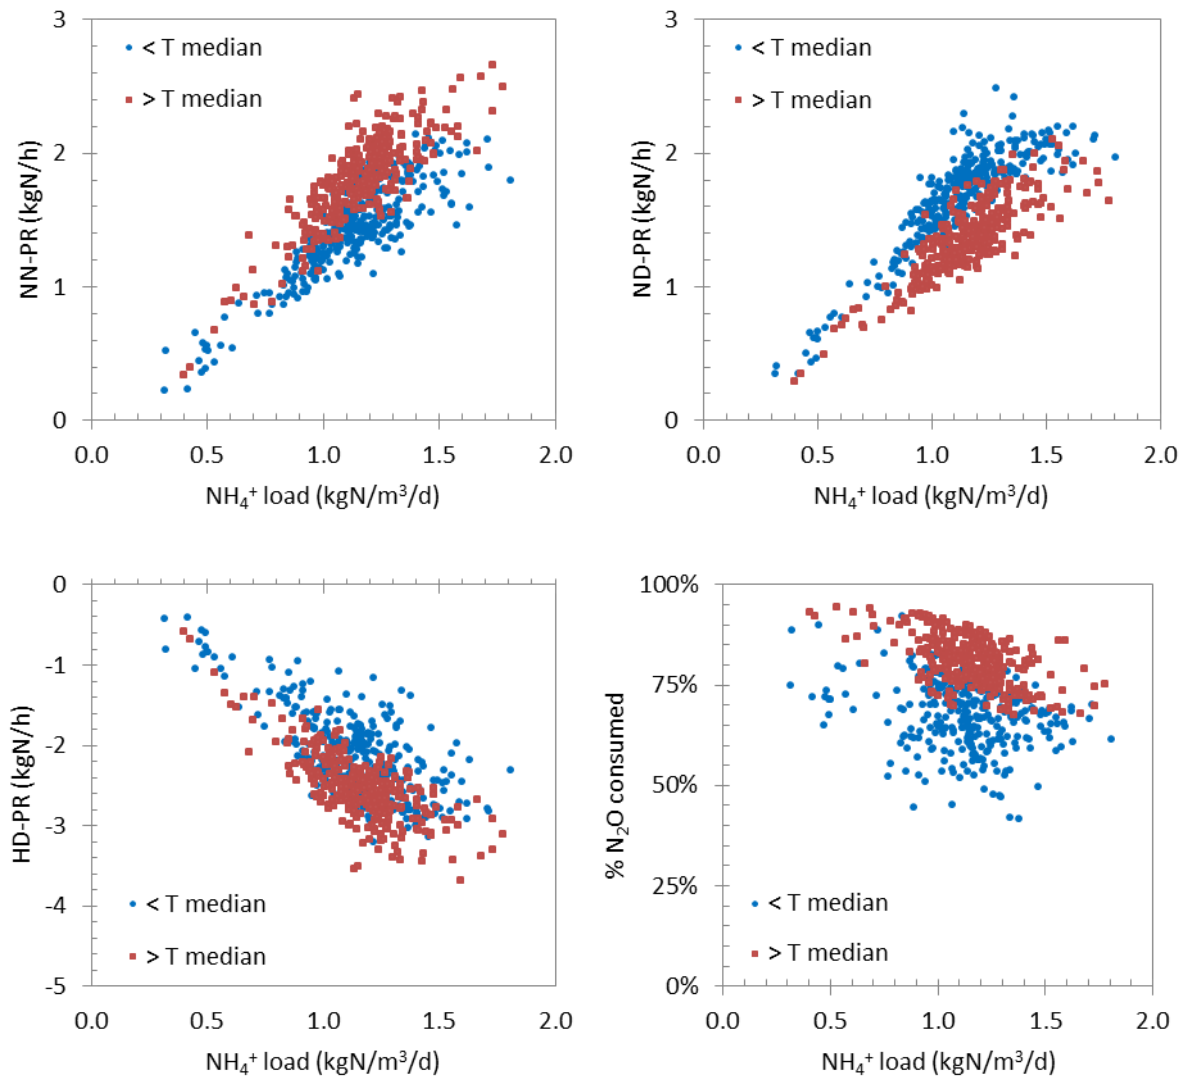 3
2
1
0
NN-PR (kgN/h)
< T median
> T median
0.0 0.5 1.0 1.5 2.0
NH₄⁺ load (kgN/m³/d)
3
2
1
0
ND-PR (kgN/h)
< T median
> T median
0.0 0.5 1.0 1.5 2.0
NH₄⁺ load (kgN/m³/d)
0
-1
-2
-3
-4
-5
HD-PR (kgN/h)
< T median
> T median
0.0 0.5 1.0 1.5 2.0
NH₄⁺ load (kgN/m³/d)
100%
75%
50%
25%
0%
% N₂O consumed
< T median
> T median
0.0 0.5 1.0 1.5 2.0
NH₄⁺ load (kgN/m³/d)